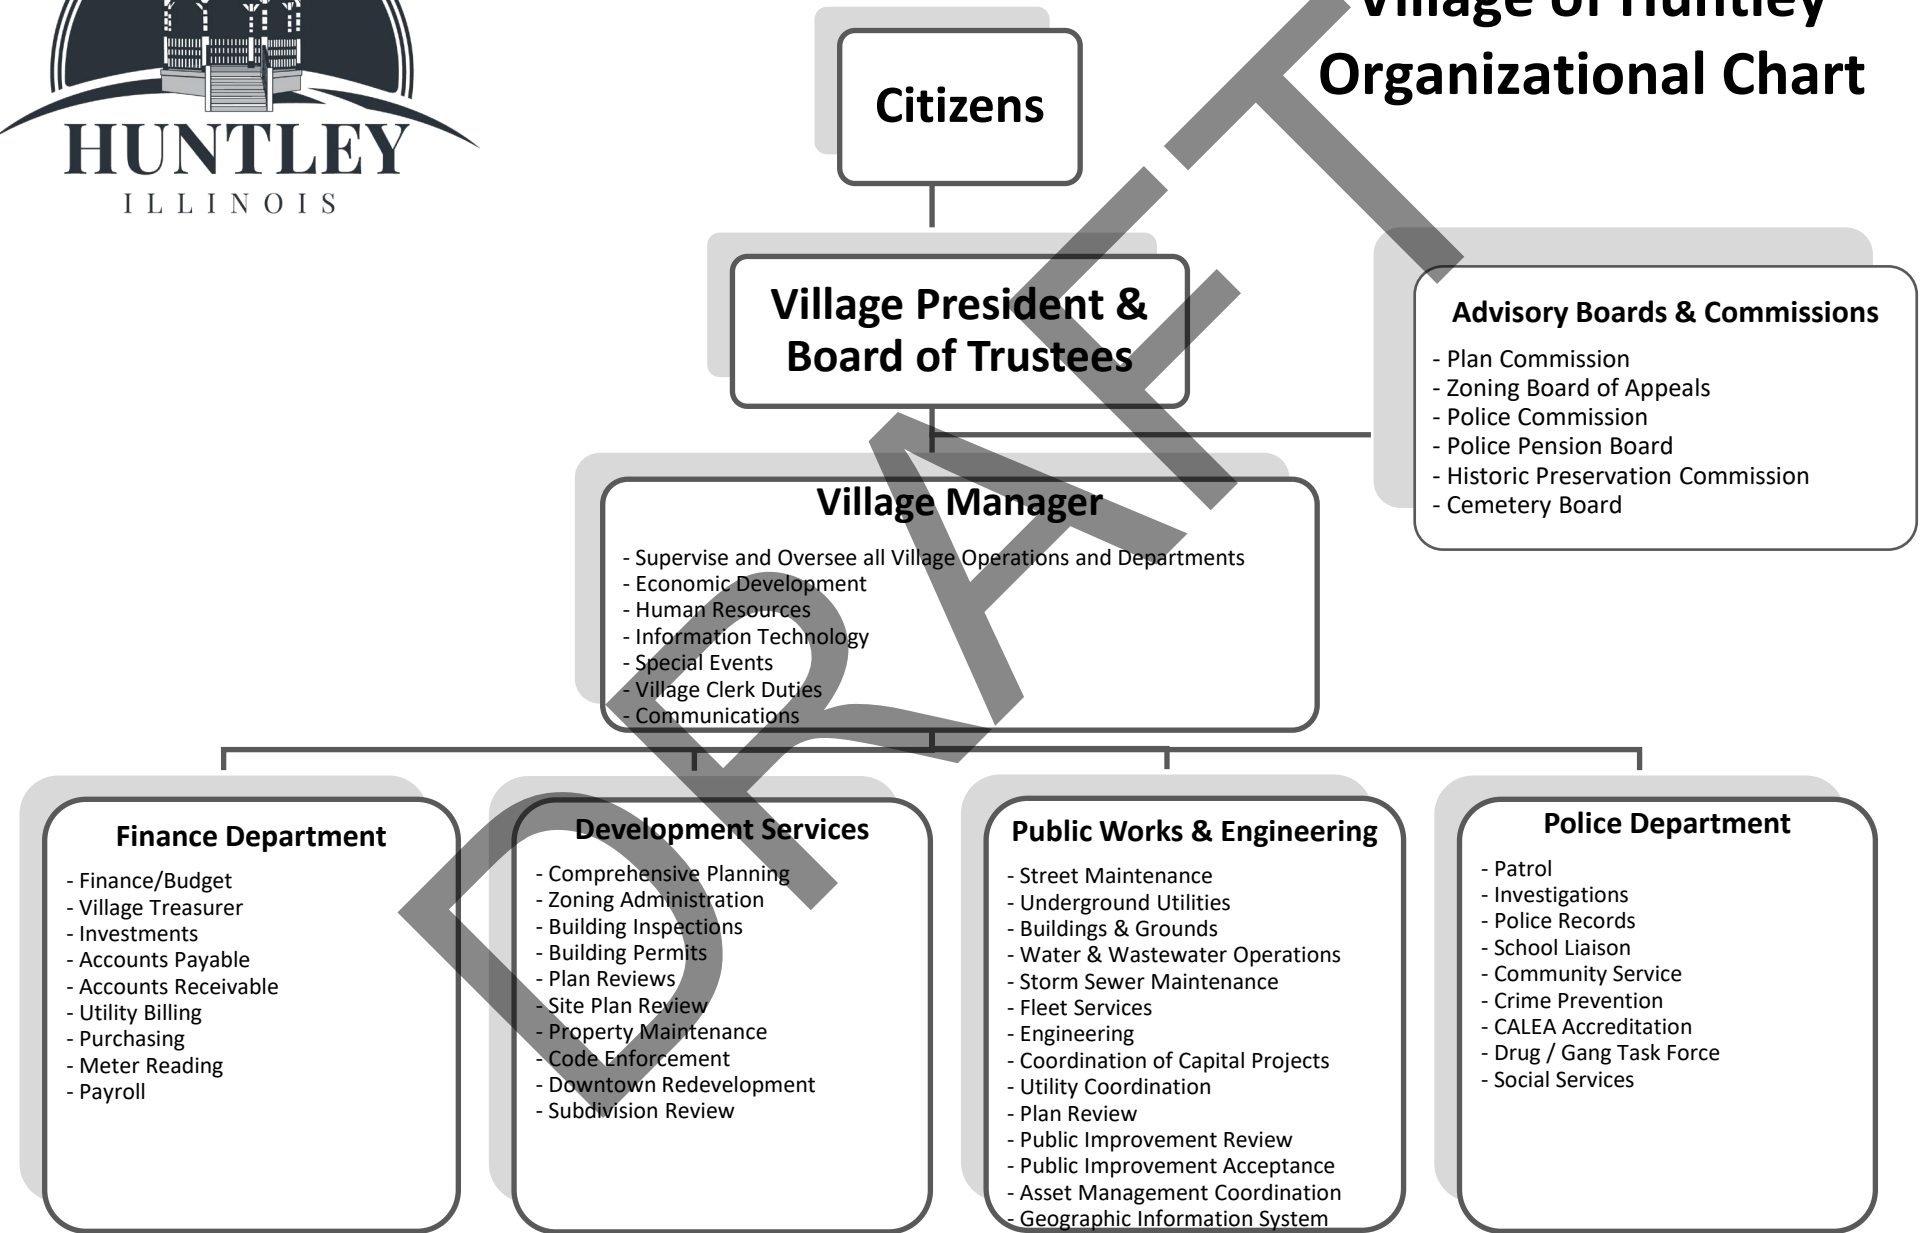 HUNTLEY
ILLINOIS
Village of Huntley
Organizational Chart
Citizens
Village President &
Board of Trustees
Advisory Boards & Commissions
- Plan Commission
- Zoning Board of Appeals
- Police Commission
- Police Pension Board
- Historic Preservation Commission
- Cemetery Board
Village Manager
- Supervise and Oversee all Village Operations and Departments
- Economic Development
- Human Resources
- Information Technology
- Special Events
- Village Clerk Duties
- Communications
Finance Department
- Finance/Budget
- Village Treasurer
- Investments
- Accounts Payable
- Accounts Receivable
- Utility Billing
- Purchasing
- Meter Reading
- Payroll
Development Services
- Comprehensive Planning
- Zoning Administration
- Building Inspections
- Building Permits
- Plan Reviews
- Site Plan Review
- Property Maintenance
- Code Enforcement
- Downtown Redevelopment
- Subdivision Review
Public Works & Engineering
- Street Maintenance
- Underground Utilities
- Buildings & Grounds
- Water & Wastewater Operations
- Storm Sewer Maintenance
- Fleet Services
- Engineering
- Coordination of Capital Projects
- Utility Coordination
- Plan Review
- Public Improvement Review
- Public Improvement Acceptance
- Asset Management Coordination
- Geographic Information System
Police Department
- Patrol
- Investigations
- Police Records
- School Liaison
- Community Service
- Crime Prevention
- CALEA Accreditation
- Drug / Gang Task Force
- Social Services
DRAFT